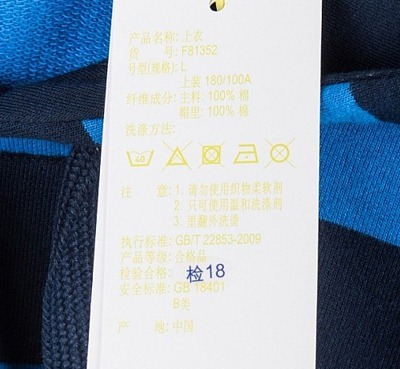 产品名称: 上衣
货　　号: F81352
号型(规格): L
上装 180/100A
纤维成分: 主料: 100% 棉
帽里: 100% 棉
洗涤方法:
40
注　　意: 1. 请勿使用织物柔软剂
2. 只可使用温和洗涤剂
3. 里翻外洗烫
执行标准: GB/T 22853-2009
产品等级: 合格品
检验合格: 检18
安全标准: GB 18401
B类
产　　地: 中国